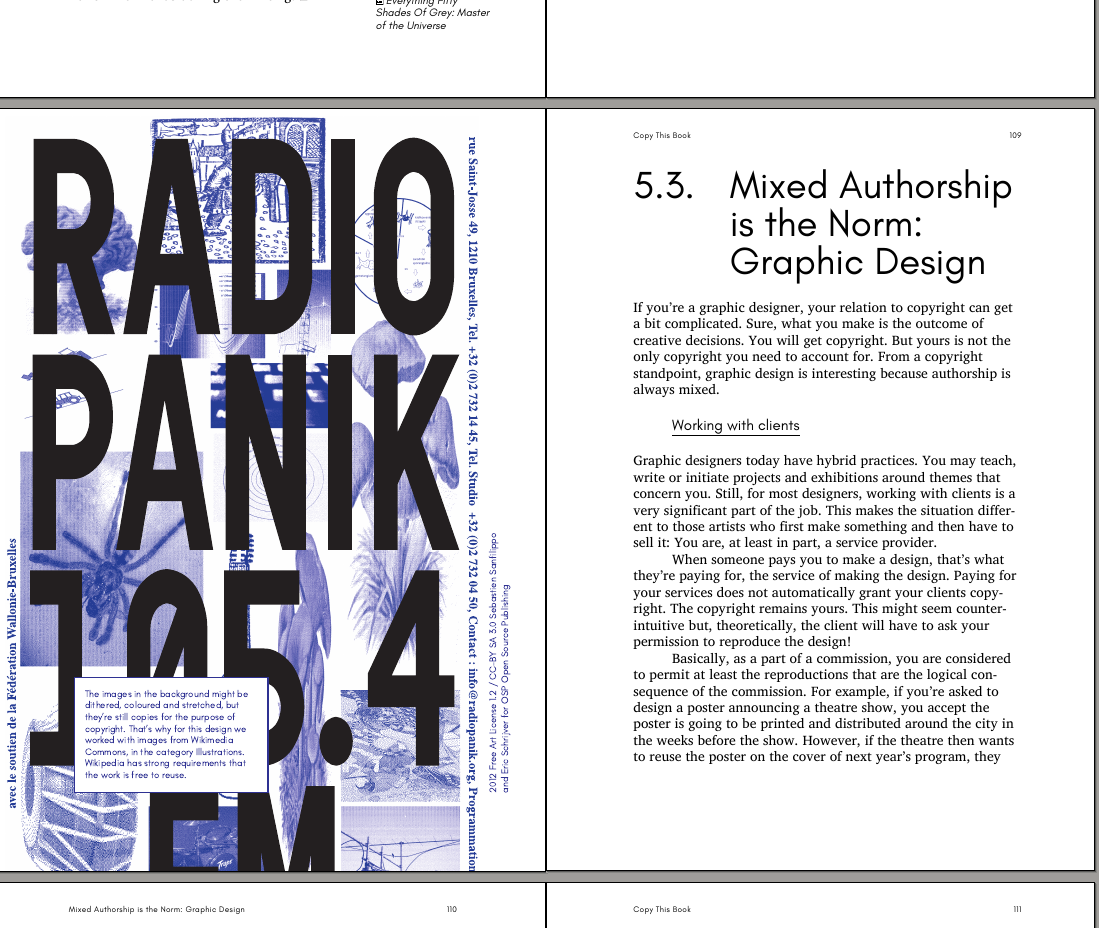 Everything Fifty
Shades Of Grey: Master
of the Universe
RADIO
PANIK
105.4
FM
rue Saint-Josse 49, 1210 Bruxelles, Tel. +32 (0)2 732 14 45, Tel. Studio +32 (0)2 732 04 50, Contact : info@radiopanik.org, Programmation
avec le soutien de la Fédération Wallonie-Bruxelles
2012 Free Art License 1.2 / CC-BY SA 3.0 Sebastien Sanfilippo
and Eric Schrijver for OSP Open Source Publishing
The images in the background might be
dithered, coloured and stretched, but
they're still copies for the purpose of
copyright. That's why for this design we
worked with images from Wikimedia
Commons, in the category Illustrations.
Wikipedia has strong requirements that
the work is free to reuse.
Copy This Book
109
5.3. Mixed Authorship
is the Norm:
Graphic Design
If you’re a graphic designer, your relation to copyright can get
a bit complicated. Sure, what you make is the outcome of
creative decisions. You will get copyright. But yours is not the
only copyright you need to account for. From a copyright
standpoint, graphic design is interesting because authorship is
always mixed.
Working with clients
Graphic designers today have hybrid practices. You may teach,
write or initiate projects and exhibitions around themes that
concern you. Still, for most designers, working with clients is a
very significant part of the job. This makes the situation differ-
ent to those artists who first make something and then have to
sell it: You are, at least in part, a service provider.
When someone pays you to make a design, that’s what
they’re paying for, the service of making the design. Paying for
your services does not automatically grant your clients copy-
right. The copyright remains yours. This might seem counter-
intuitive but, theoretically, the client will have to ask your
permission to reproduce the design!
Basically, as a part of a commission, you are considered
to permit at least the reproductions that are the logical con-
sequence of the commission. For example, if you’re asked to
design a poster announcing a theatre show, you accept the
poster is going to be printed and distributed around the city in
the weeks before the show. However, if the theatre then wants
to reuse the poster on the cover of next year’s program, they
Mixed Authorship is the Norm: Graphic Design
110
Copy This Book
111